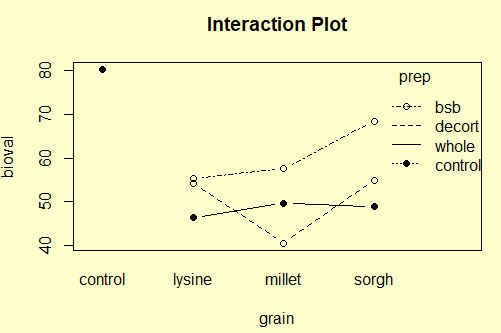 Interaction Plot
prep
bsb
decort
whole
control
bioval
80
70
60
50
40
control lysine millet sorgh
grain